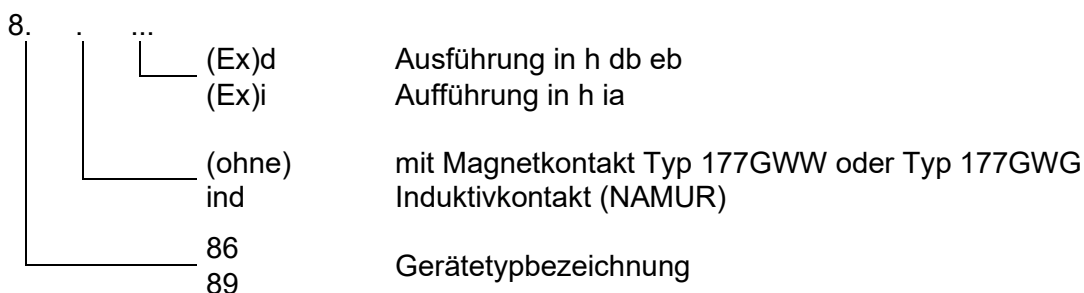 8. . ...
(Ex)d Ausführung in h db eb
(Ex)i Aufführung in h ia
(ohne) mit Magnetkontakt Typ 177GWW oder Typ 177GWG
ind Induktivkontakt (NAMUR)
86
Gerätetypbezeichnung
89